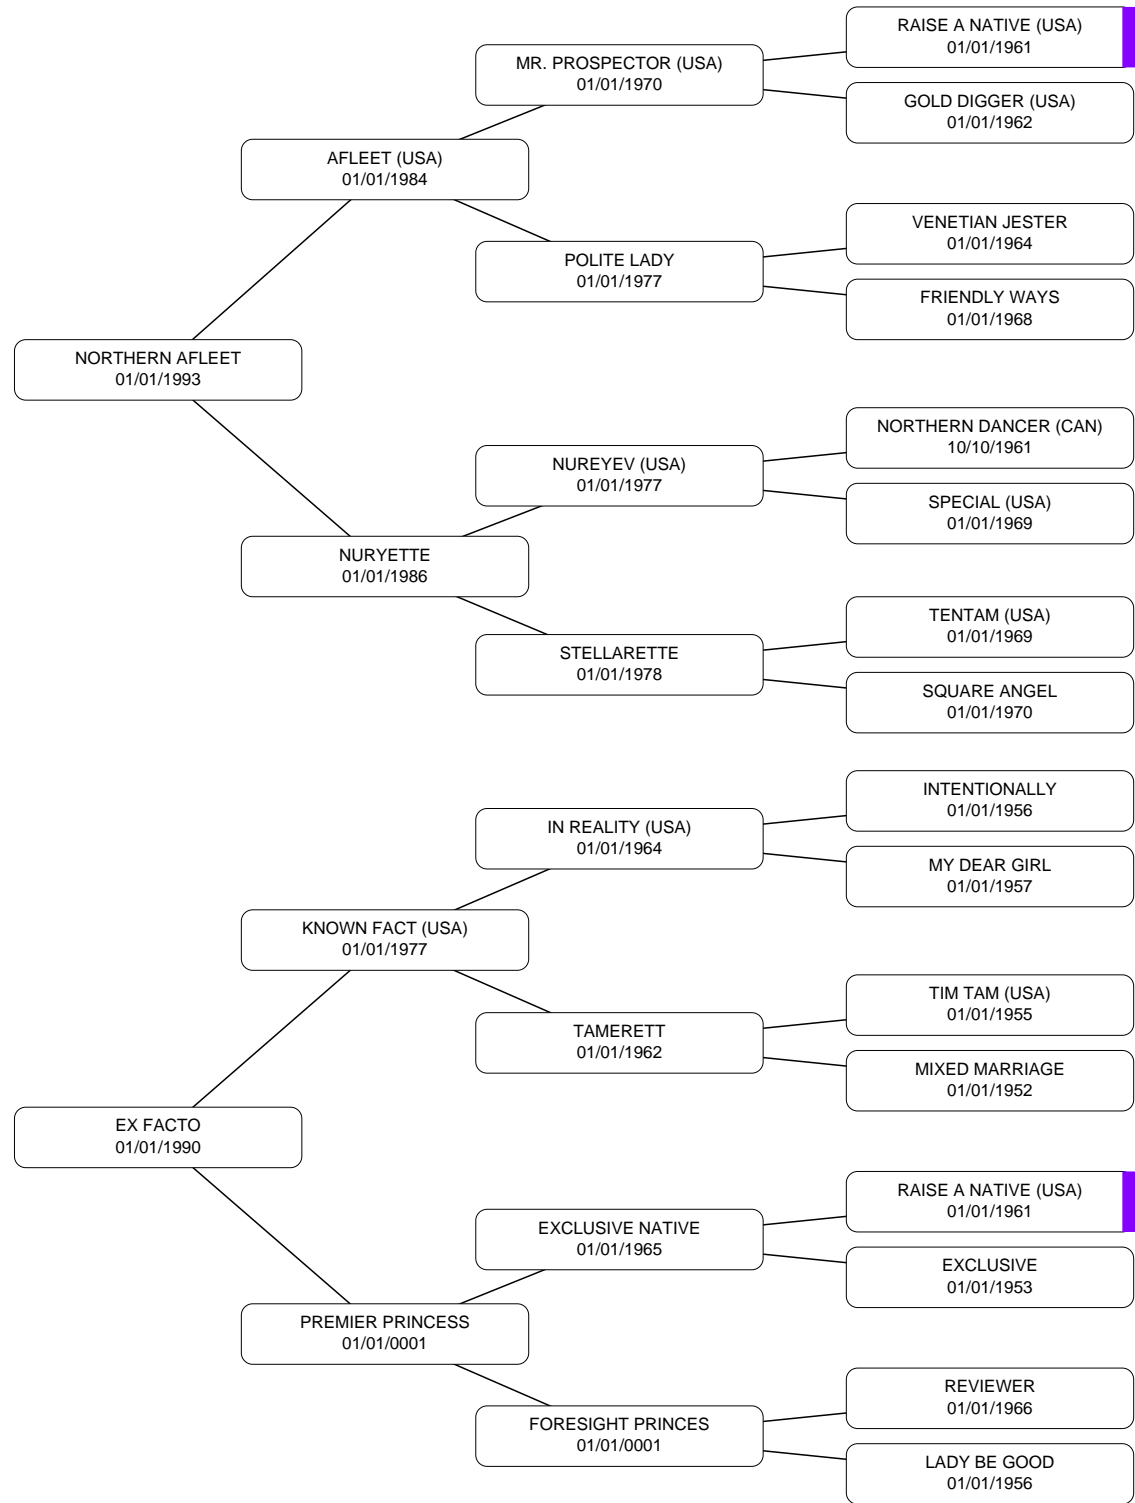 RAISE A NATIVE (USA)
01/01/1961
MR. PROSPECTOR (USA)
01/01/1970
GOLD DIGGER (USA)
01/01/1962
AFLEET (USA)
01/01/1984
VENETIAN JESTER
01/01/1964
POLITE LADY
01/01/1977
FRIENDLY WAYS
01/01/1968
NORTHERN AFLEET
01/01/1993
NORTHERN DANCER (CAN)
10/10/1961
NUREYEV (USA)
01/01/1977
SPECIAL (USA)
01/01/1969
NURYETTE
01/01/1986
TENTAM (USA)
01/01/1969
STELLARETTE
01/01/1978
SQUARE ANGEL
01/01/1970
INTENTIONALLY
01/01/1956
IN REALITY (USA)
01/01/1964
MY DEAR GIRL
01/01/1957
KNOWN FACT (USA)
01/01/1977
TIM TAM (USA)
01/01/1955
TAMERETT
01/01/1962
MIXED MARRIAGE
01/01/1952
EX FACTO
01/01/1990
RAISE A NATIVE (USA)
01/01/1961
EXCLUSIVE NATIVE
01/01/1965
EXCLUSIVE
01/01/1953
PREMIER PRINCESS
01/01/0001
REVIEWER
01/01/1966
FORESIGHT PRINCES
01/01/0001
LADY BE GOOD
01/01/1956